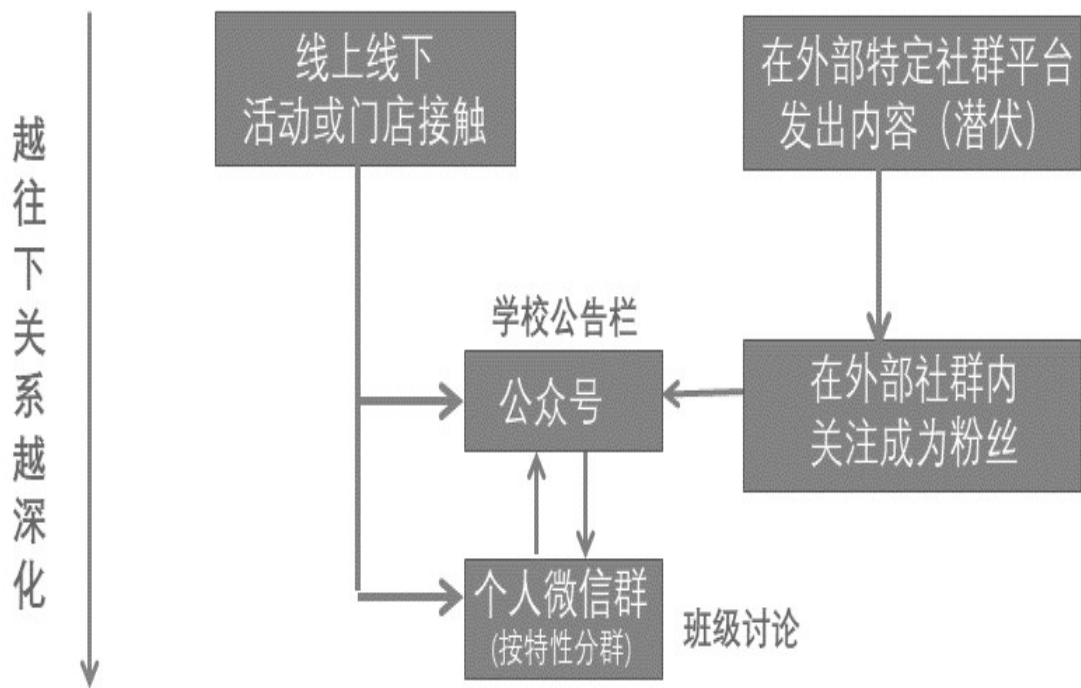 越往下关系越深化
线上线下
活动或门店接触
在外部特定社群平台
发出内容（潜伏）
学校公告栏
公众号
在外部社群内
关注成为粉丝
个人微信群
(按特性分群)
班级讨论